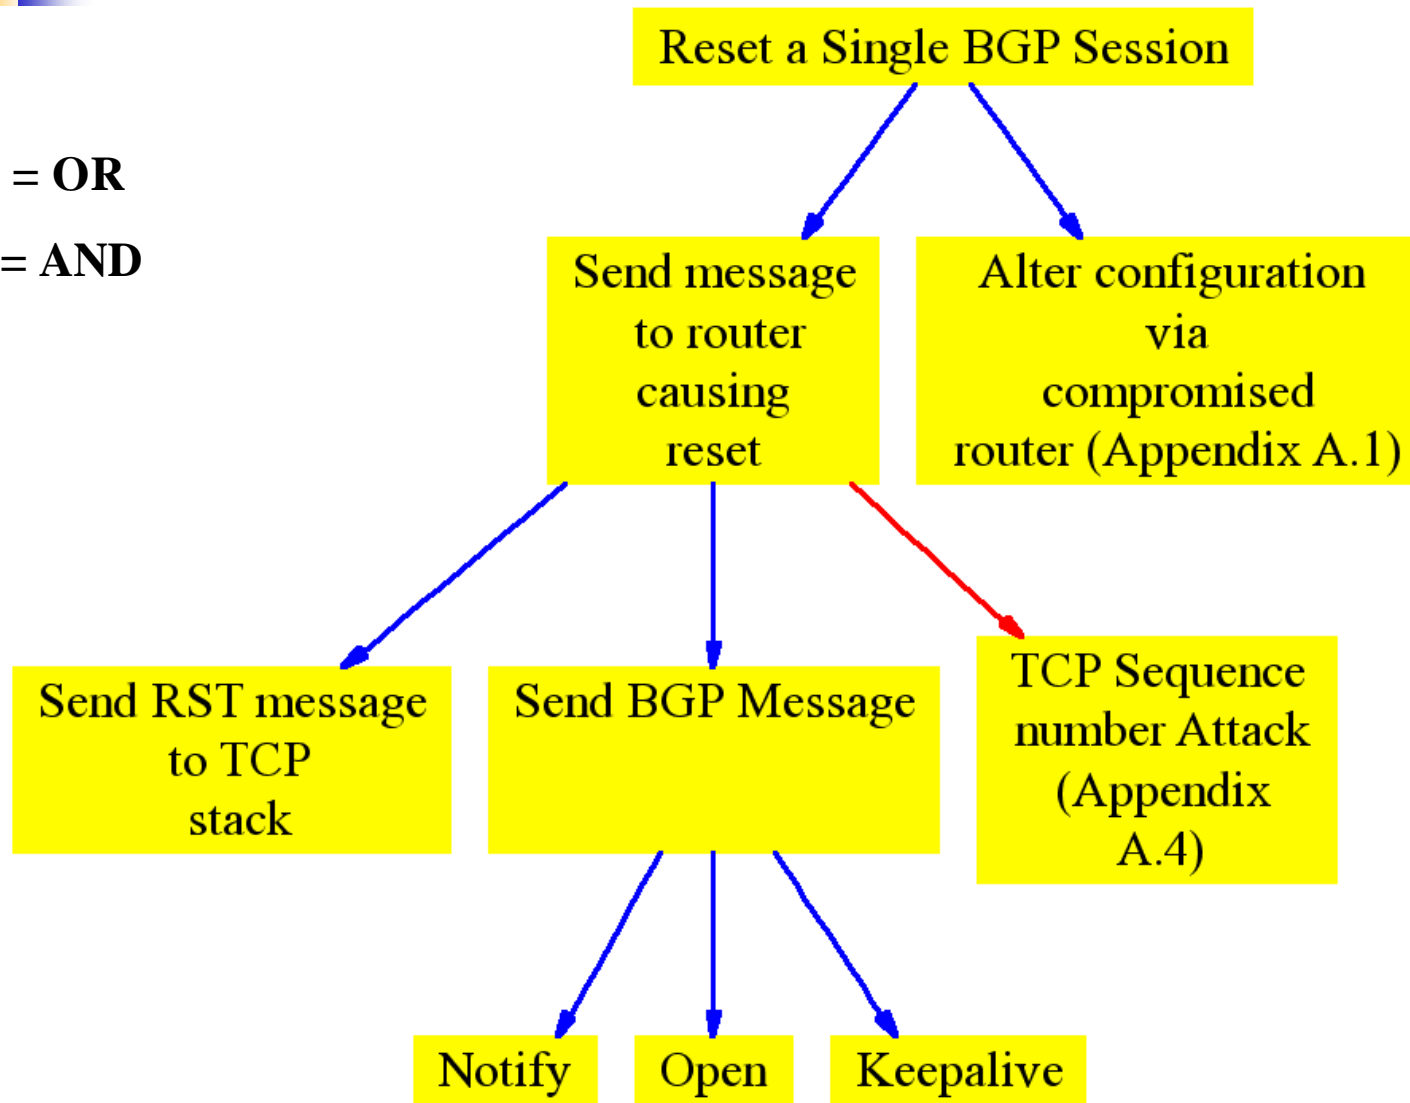 Reset a Single BGP Session
= OR
= AND
Send message
to router
causing
reset
Alter configuration
via
compromised
router (Appendix A.1)
Send RST message
to TCP
stack
Send BGP Message
TCP Sequence
number Attack
(Appendix
A.4)
Notify
Open
Keepalive